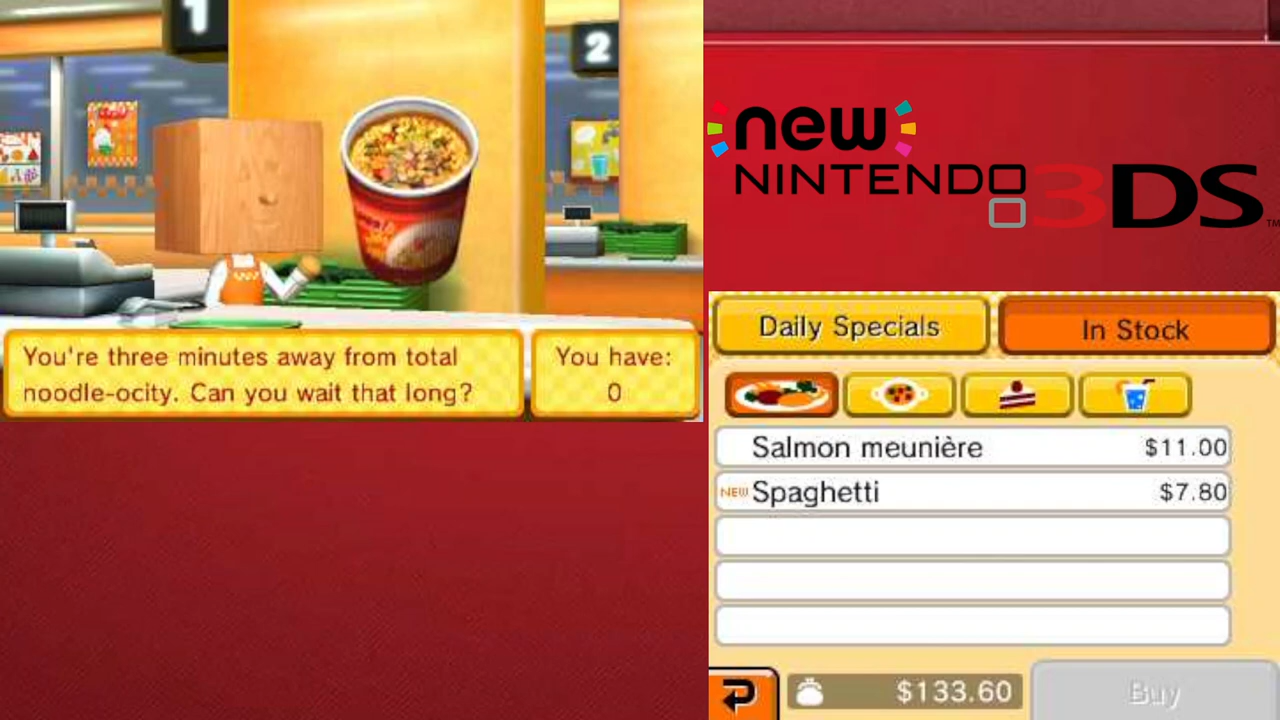 1
2
You're three minutes away from total
noodle-ocity. Can you wait that long?
You have:
0
new
NINTENDO 3DS
TM
Daily Specials
In Stock
Salmon meunière $11.00
NEW Spaghetti $7.80
$133.60
Buy